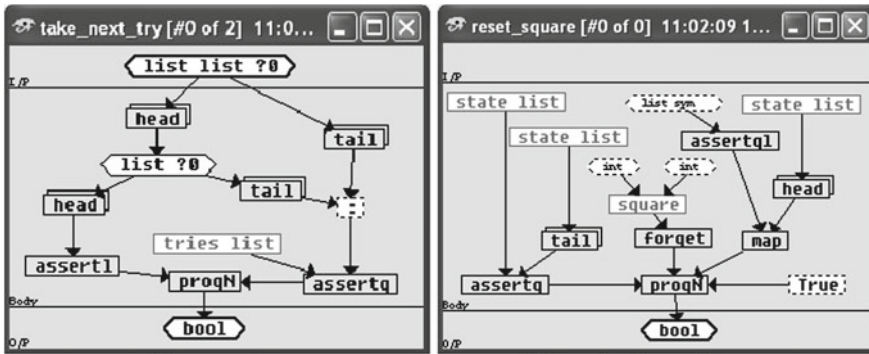 take_next_try [#0 of 2] 11:0...
list list ?0
I/P
head
tail
list ?0
head
tail
:
tries list
assertl
proqN
assertq
Body
bool
O/P
reset_square [#0 of 0] 11:02:09 1...
I/P
state list
list sym
state list
state list
assertql
int
int
head
square
tail
forget
map
assertq
proqN
True
Body
bool
O/P